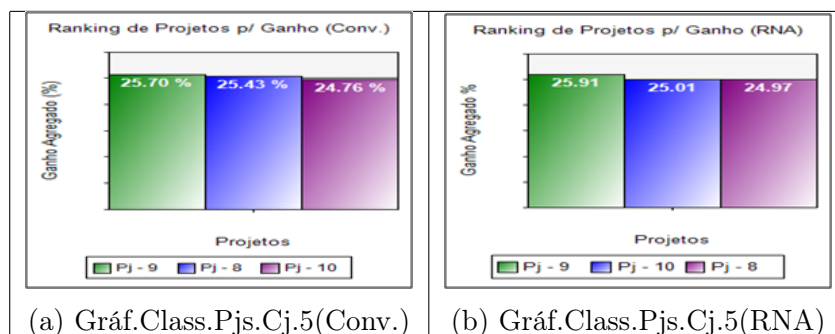 Ranking de Projetos p/ Ganho (Conv.)
Ganho Agregado (%)
25.70 % 25.43 % 24.76 %
Projetos
Pj - 9 Pj - 8 Pj - 10
(a) Gráf.Class.Pjs.Cj.5(Conv.)
Ranking de Projetos p/ Ganho (RNA)
Ganho Agregado %
25.91 25.01 24.97
Projetos
Pj - 9 Pj - 10 Pj - 8
(b) Gráf.Class.Pjs.Cj.5(RNA)